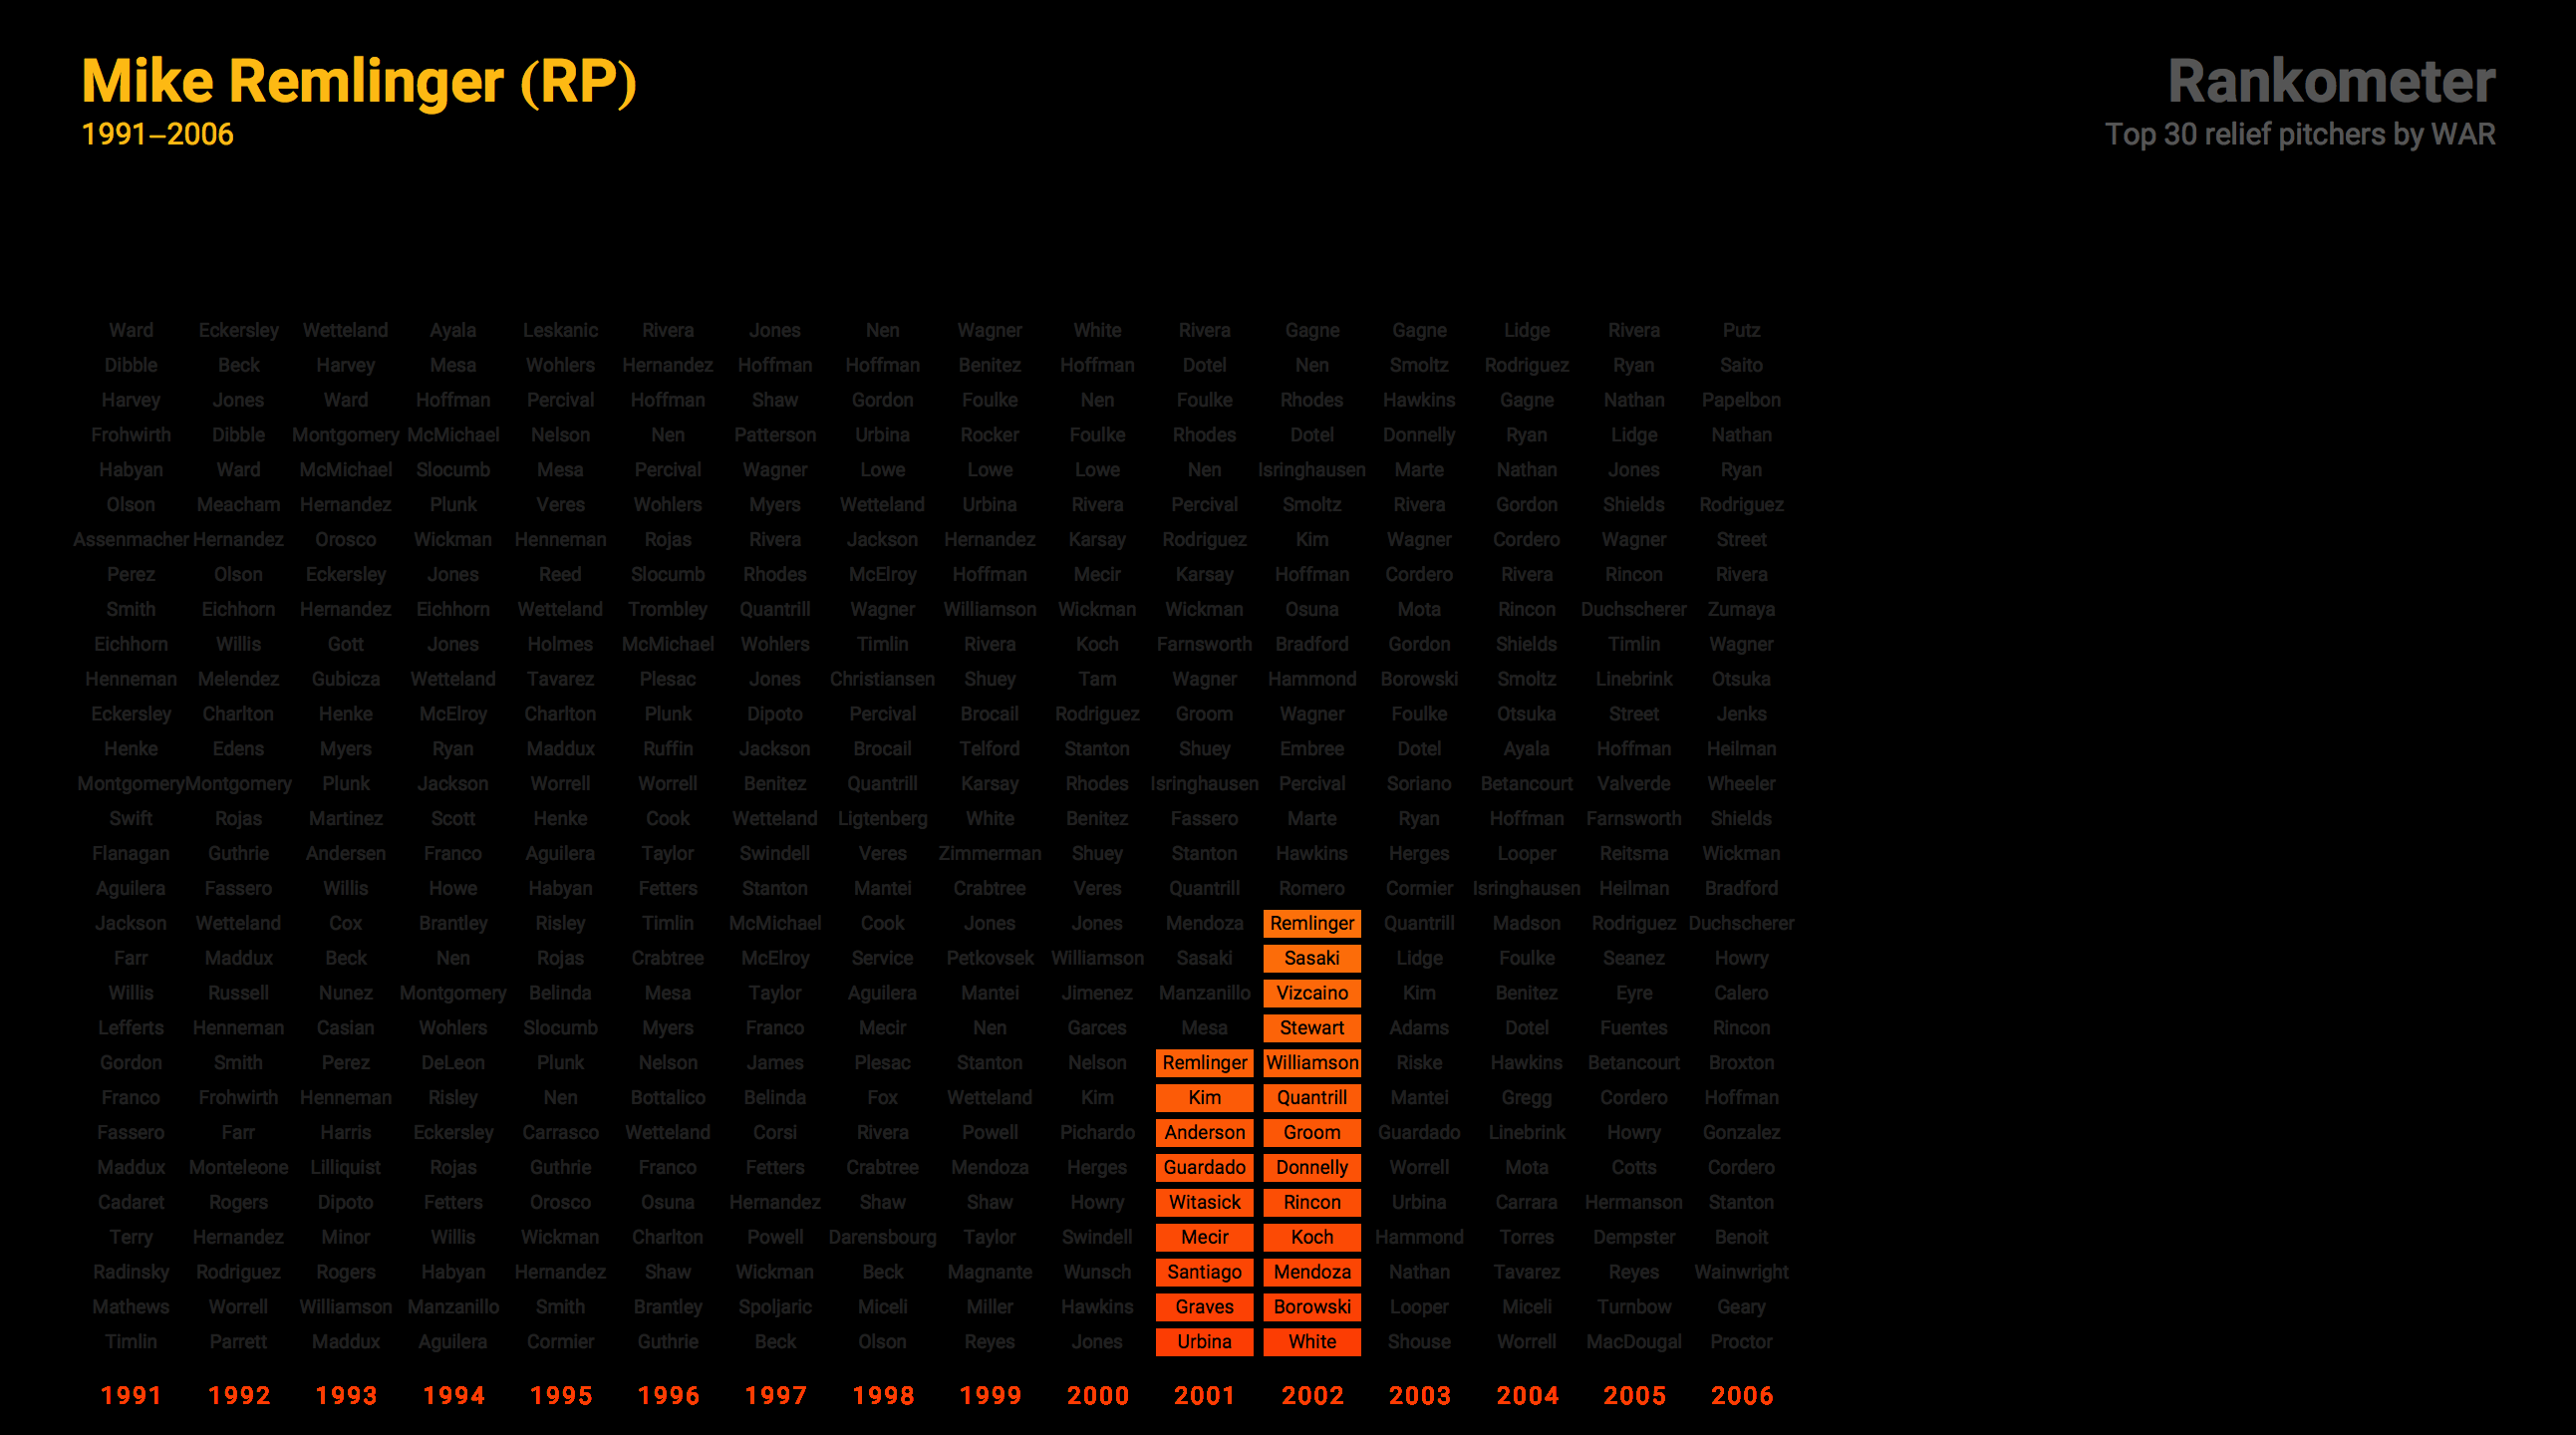 Mike Remlinger (RP)
1991–2006
Rankometer
Top 30 relief pitchers by WAR
Ward Eckersley Wetteland Ayala Leskanic Rivera Jones Nen Wagner White Rivera Gagne Gagne Lidge Rivera Putz
Dibble Beck Harvey Mesa Wohlers Hernandez Hoffman Hoffman Benitez Hoffman Dotel Nen Smoltz Rodriguez Ryan Saito
Harvey Jones Ward Hoffman Percival Hoffman Shaw Gordon Foulke Nen Foulke Rhodes Hawkins Gagne Nathan Papelbon
Frohwirth Dibble Montgomery McMichael Nelson Nen Patterson Urbina Rocker Foulke Rhodes Dotel Donnelly Ryan Lidge Nathan
Habyan Ward McMichael Slocumb Mesa Percival Wagner Lowe Lowe Lowe Nen Isringhausen Marte Nathan Jones Ryan
Olson Meacham Hernandez Plunk Veres Wohlers Myers Wetteland Urbina Rivera Percival Smoltz Rivera Gordon Shields Rodriguez
Assenmacher Hernandez Orosco Wickman Henneman Rojas Rivera Jackson Hernandez Karsay Rodriguez Kim Wagner Cordero Wagner Street
Perez Olson Eckersley Jones Reed Slocumb Rhodes McElroy Hoffman Mecir Karsay Hoffman Cordero Rivera Rincon Rivera
Smith Eichhorn Hernandez Eichhorn Wetteland Trombley Quantrill Wagner Williamson Wickman Wickman Osuna Mota Rincon Duchscherer Zumaya
Eichhorn Willis Gott Jones Holmes McMichael Wohlers Timlin Rivera Koch Farnsworth Bradford Gordon Shields Timlin Wagner
Henneman Melendez Gubicza Wetteland Tavarez Plesac Jones Christiansen Shuey Tam Wagner Hammond Borowski Smoltz Linebrink Otsuka
Eckersley Charlton Henke McElroy Charlton Plunk Dipoto Percival Brocail Rodriguez Groom Wagner Foulke Otsuka Street Jenks
Henke Edens Myers Ryan Maddux Ruffin Jackson Brocail Telford Stanton Shuey Embree Dotel Ayala Hoffman Heilman
Montgomery Montgomery Plunk Jackson Worrell Worrell Benitez Quantrill Karsay Rhodes Isringhausen Percival Soriano Betancourt Valverde Wheeler
Swift Rojas Martinez Scott Henke Cook Wetteland Ligtenberg White Benitez Fassero Marte Ryan Hoffman Farnsworth Shields
Flanagan Guthrie Andersen Franco Aguilera Taylor Swindell Veres Zimmerman Shuey Stanton Hawkins Herges Looper Reitsma Wickman
Aguilera Fassero Willis Howe Habyan Fetters Stanton Mantei Crabtree Veres Quantrill Romero Cormier Isringhausen Heilman Bradford
Jackson Wetteland Cox Brantley Risley Timlin McMichael Cook Jones Jones Mendoza Remlinger Quantrill Madson Rodriguez Duchscherer
Farr Maddux Beck Nen Rojas Crabtree McElroy Service Petkovsek Williamson Sasaki Sasaki Lidge Foulke Seanez Howry
Willis Russell Nunez Montgomery Belinda Mesa Taylor Aguilera Mantei Jimenez Manzanillo Vizcaino Kim Benitez Eyre Calero
Lefferts Henneman Casian Wohlers Slocumb Myers Franco Mecir Nen Garces Mesa Stewart Adams Dotel Fuentes Rincon
Gordon Smith Perez DeLeon Plunk Nelson James Plesac Stanton Nelson Remlinger Williamson Riske Hawkins Betancourt Broxton
Franco Frohwirth Henneman Risley Nen Bottalico Belinda Fox Wetteland Kim Kim Quantrill Mantei Gregg Cordero Hoffman
Fassero Farr Harris Eckersley Carrasco Wetteland Corsi Rivera Powell Pichardo Anderson Groom Guardado Linebrink Howry Gonzalez
Maddux Monteleone Lilliquist Rojas Guthrie Franco Fetters Crabtree Mendoza Herges Guardado Donnelly Worrell Mota Cotts Cordero
Cadaret Rogers Dipoto Fetters Orosco Osuna Hernandez Shaw Shaw Howry Witasick Rincon Urbina Carrara Hermanson Stanton
Terry Hernandez Minor Willis Wickman Charlton Powell Darensbourg Taylor Swindell Mecir Koch Hammond Torres Dempster Benoit
Radinsky Rodriguez Rogers Habyan Hernandez Shaw Wickman Beck Magnante Wunsch Santiago Mendoza Nathan Tavarez Reyes Wainwright
Mathews Worrell Williamson Manzanillo Smith Brantley Spoljaric Miceli Miller Hawkins Graves Borowski Looper Miceli Turnbow Geary
Timlin Parrett Maddux Aguilera Cormier Guthrie Beck Olson Reyes Jones Urbina White Shouse Worrell MacDougal Proctor
1991 1992 1993 1994 1995 1996 1997 1998 1999 2000 2001 2002 2003 2004 2005 2006